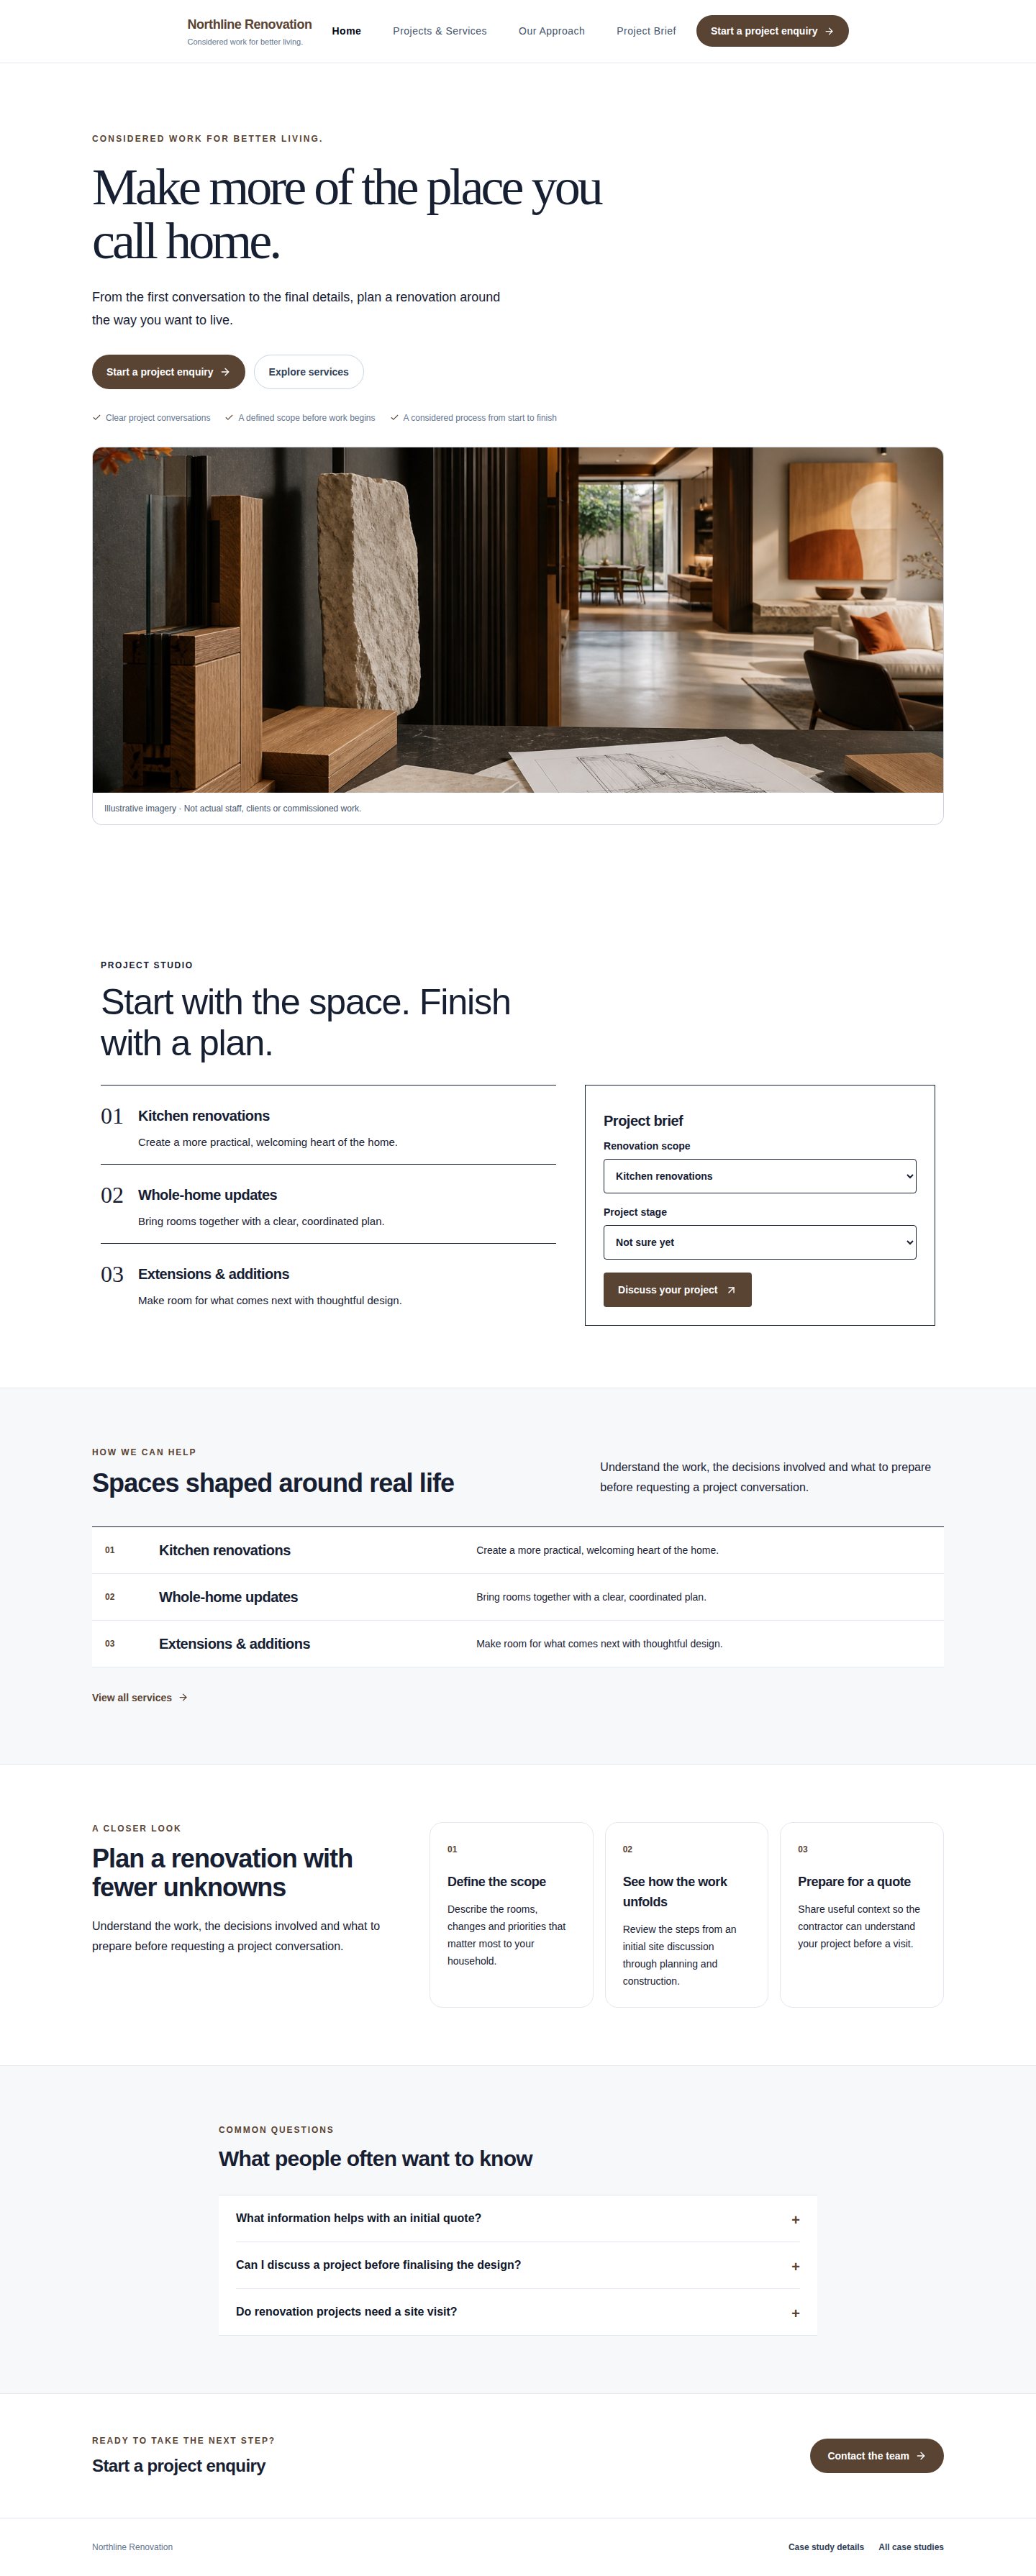 Northline Renovation
Considered work for better living.
Home
Projects & Services
Our Approach
Project Brief
Start a project enquiry
CONSIDERED WORK FOR BETTER LIVING.
Make more of the place you
call home.
From the first conversation to the final details, plan a renovation around
the way you want to live.
Start a project enquiry
Explore services
Clear project conversations
A defined scope before work begins
A considered process from start to finish
Illustrative imagery · Not actual staff, clients or commissioned work.
PROJECT STUDIO
Start with the space. Finish
with a plan.
01
Kitchen renovations
Create a more practical, welcoming heart of the home.
02
Whole-home updates
Bring rooms together with a clear, coordinated plan.
03
Extensions & additions
Make room for what comes next with thoughtful design.
Project brief
Renovation scope
Kitchen renovations
Project stage
Not sure yet
Discuss your project
HOW WE CAN HELP
Spaces shaped around real life
Understand the work, the decisions involved and what to prepare
before requesting a project conversation.
01
Kitchen renovations
Create a more practical, welcoming heart of the home.
02
Whole-home updates
Bring rooms together with a clear, coordinated plan.
03
Extensions & additions
Make room for what comes next with thoughtful design.
View all services
A CLOSER LOOK
Plan a renovation with
fewer unknowns
Understand the work, the decisions involved and what to
prepare before requesting a project conversation.
01
Define the scope
Describe the rooms,
changes and priorities that
matter most to your
household.
02
See how the work
unfolds
Review the steps from an
initial site discussion
through planning and
construction.
03
Prepare for a quote
Share useful context so the
contractor can understand
your project before a visit.
COMMON QUESTIONS
What people often want to know
What information helps with an initial quote?
+
Can I discuss a project before finalising the design?
+
Do renovation projects need a site visit?
+
READY TO TAKE THE NEXT STEP?
Start a project enquiry
Contact the team
Northline Renovation
Case study details
All case studies